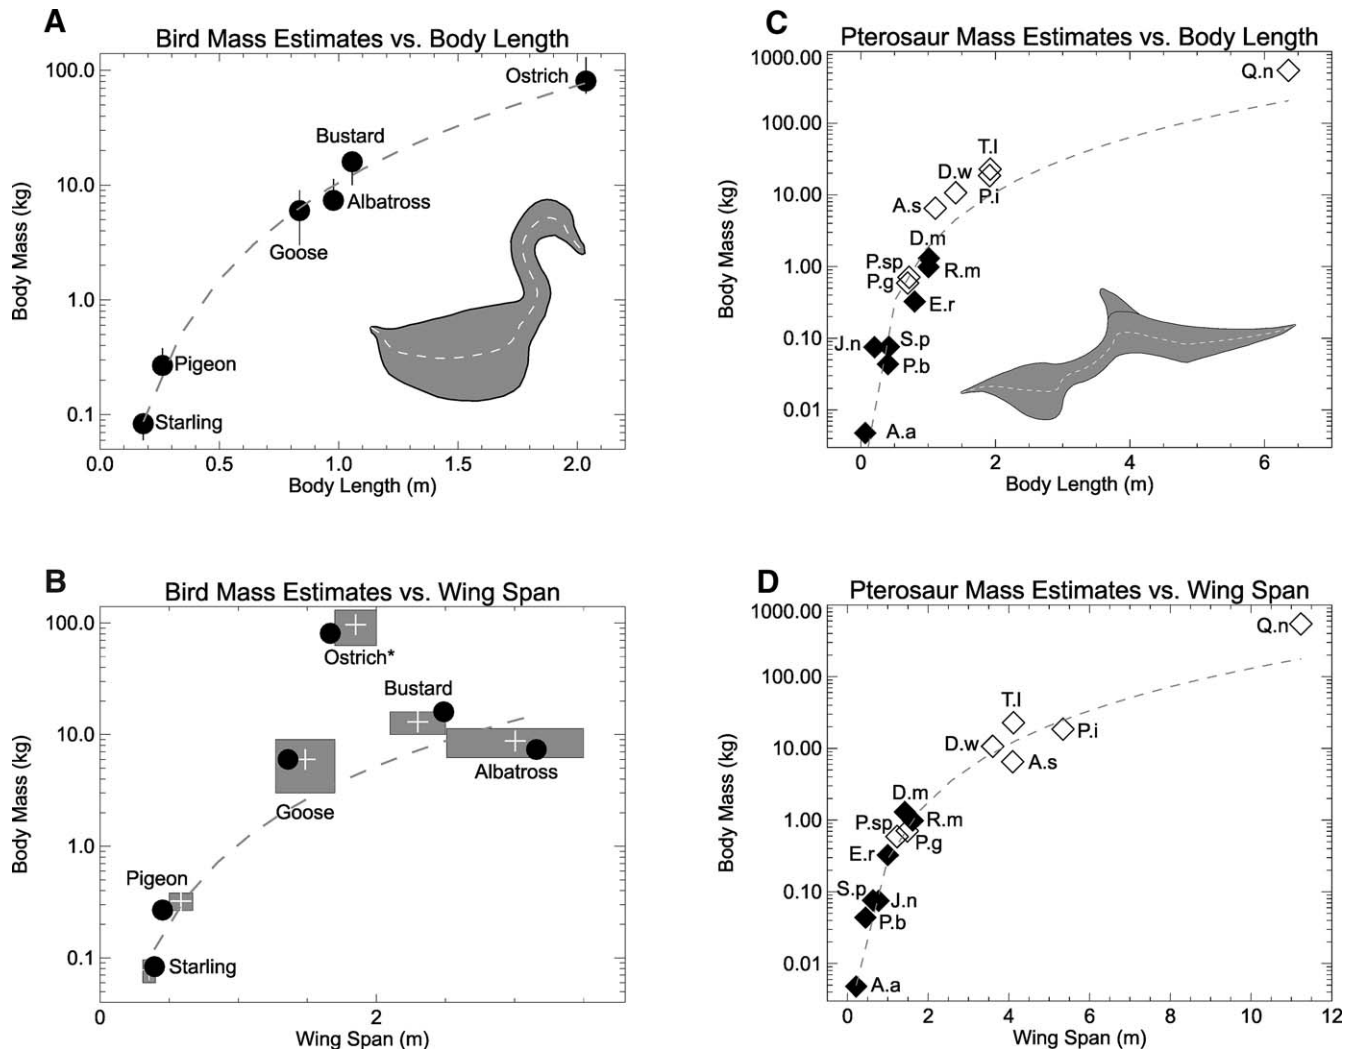 A
Bird Mass Estimates vs. Body Length
Body Mass (kg)
100.0
10.0
1.0
0.1
Ostrich
Bustard
Albatross
Goose
Pigeon
Starling
0.0 0.5 1.0 1.5 2.0
Body Length (m)
C
Pterosaur Mass Estimates vs. Body Length
Body Mass (kg)
1000.00
100.00
10.00
1.00
0.10
0.01
Q.n
T.l
D.w
P.i
A.s
D.m
P.sp
R.m
P.g
E.r
J.n
S.p
P.b
A.a
0 2 4 6
Body Length (m)
B
Bird Mass Estimates vs. Wing Span
Body Mass (kg)
100.0
10.0
1.0
0.1
Ostrich*
Bustard
Albatross
Goose
Pigeon
Starling
0 2
Wing Span (m)
D
Pterosaur Mass Estimates vs. Wing Span
Body Mass (kg)
1000.00
100.00
10.00
1.00
0.10
0.01
Q.n
T.l
P.i
D.w
A.s
D.m
P.sp
R.m
P.g
E.r
S.p
J.n
P.b
A.a
0 2 4 6 8 10 12
Wing Span (m)